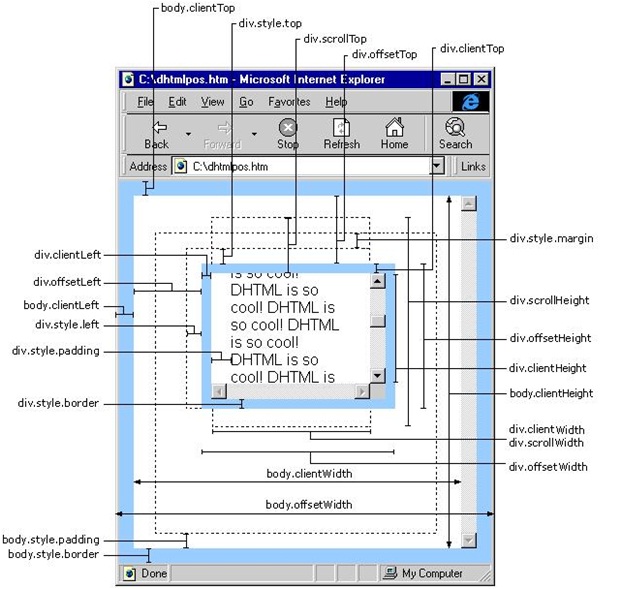 body.clientTop
div.style.top
div.scrollTop
div.offsetTop
div.clientTop
C:\dhtmlpos.htm - Microsoft Internet Explorer
File Edit View Go Favorites Help
Back Forward Stop Refresh Home Search
Address C:\dhtmlpos.htm Links
div.style.margin
div.clientLeft
div.offsetLeft
body.clientLeft
div.style.left
div.style.padding
div.style.border
is so cool!
DHTML is so
cool! DHTML is
so cool! DHTML
is so cool!
DHTML is so
cool! DHTML is
div.scrollHeight
div.offsetHeight
div.clientHeight
body.clientHeight
div.clientWidth
div.scrollWidth
div.offsetWidth
body.clientWidth
body.offsetWidth
body.style.padding
body.style.border
Done My Computer